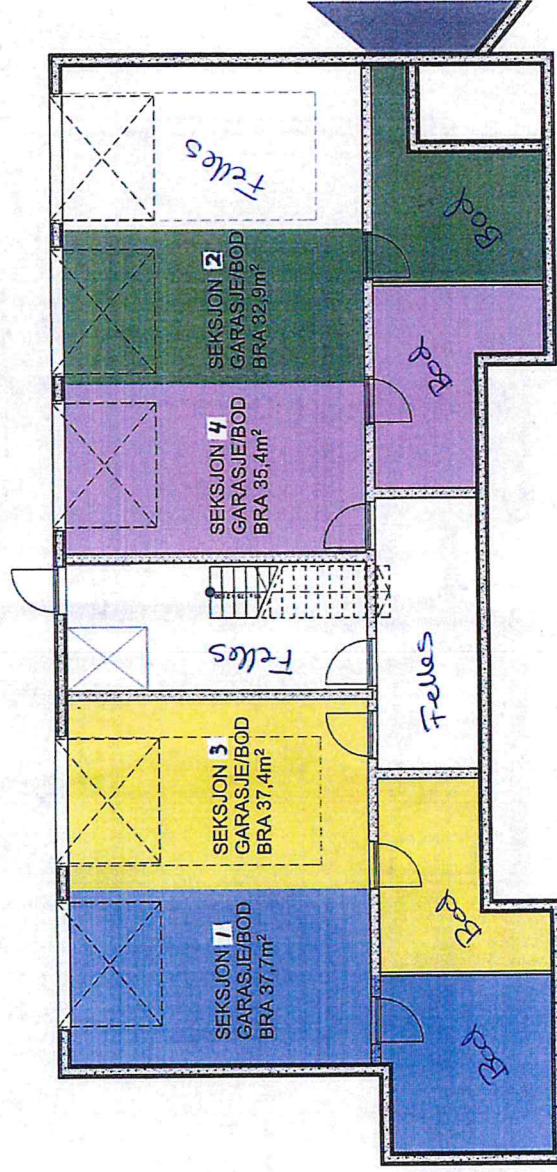 SEKSJON 1
GARASJE/BOD
BRA 37,7m²
SEKSJON 3
GARASJE/BOD
BRA 37,4m²
Felles
SEKSJON 4
GARASJE/BOD
BRA 35,4m²
SEKSJON 2
GARASJE/BOD
BRA 32,9m²
Felles
Bod
Bod
Felles
Bod
Bod